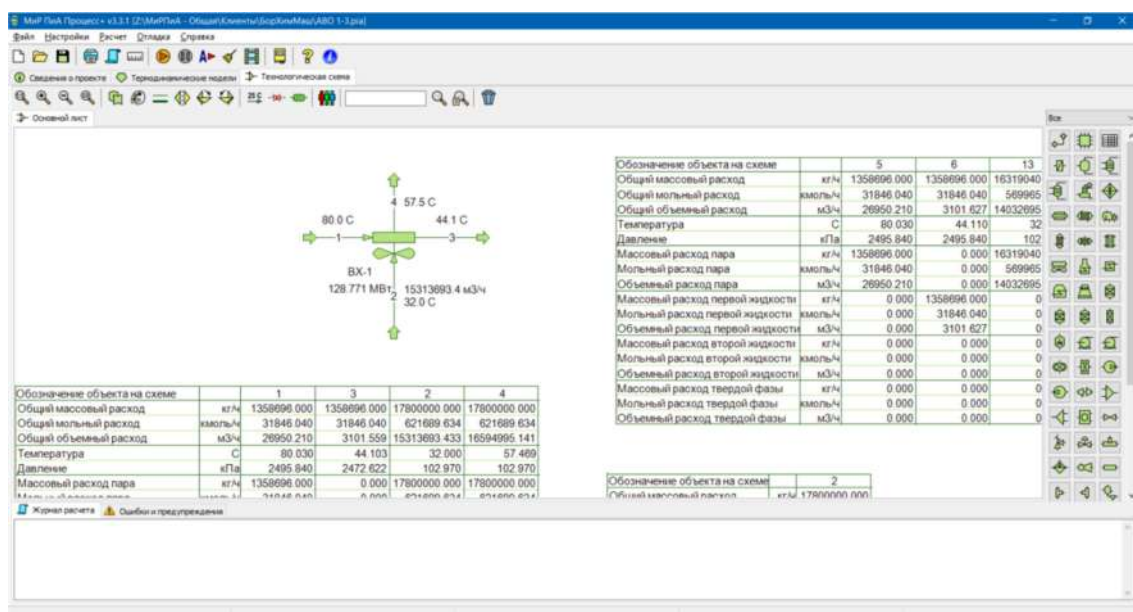 МиР ПиА Процесс+ v3.3.1 [Z:\МиРПиА - Общая\Клиенты\БорХимМаш\АВО 1-3.pia]
Файл Настройки Расчет Отладка Справка
Сведения о проекте Термодинамические модели Технологическая схема
Основной лист
Все
4 57.5 C
80.0 C 44.1 C
1 3
ВХ-1
128.771 МВт 2 15313693.4 м3/ч
32.0 C
Обозначение объекта на схеме 5 6 13
Общий массовый расход кг/ч 1358696.000 1358696.000 16319040
Общий мольный расход кмоль/ч 31846.040 31846.040 569965
Общий объемный расход м3/ч 26950.210 3101.627 14032695
Температура C 80.030 44.110 32
Давление кПа 2495.840 2495.840 102
Массовый расход пара кг/ч 1358696.000 0.000 16319040
Мольный расход пара кмоль/ч 31846.040 0.000 569965
Объемный расход пара м3/ч 26950.210 0.000 14032695
Массовый расход первой жидкости кг/ч 0.000 1358696.000 0
Мольный расход первой жидкости кмоль/ч 0.000 31846.040 0
Объемный расход первой жидкости м3/ч 0.000 3101.627 0
Массовый расход второй жидкости кг/ч 0.000 0.000 0
Мольный расход второй жидкости кмоль/ч 0.000 0.000 0
Объемный расход второй жидкости м3/ч 0.000 0.000 0
Массовый расход твердой фазы кг/ч 0.000 0.000 0
Мольный расход твердой фазы кмоль/ч 0.000 0.000 0
Объемный расход твердой фазы м3/ч 0.000 0.000 0
Обозначение объекта на схеме 1 3 2 4
Общий массовый расход кг/ч 1358696.000 1358696.000 17800000.000 17800000.000
Общий мольный расход кмоль/ч 31846.040 31846.040 621689.634 621689.634
Общий объемный расход м3/ч 26950.210 3101.559 15313693.433 16594995.141
Температура C 80.030 44.103 32.000 57.469
Давление кПа 2495.840 2472.622 102.970 102.970
Массовый расход пара кг/ч 1358696.000 0.000 17800000.000 17800000.000
Мольный расход пара кмоль/ч 31846.040 0.000 621689.634 621689.634
Обозначение объекта на схеме 2
Общий массовый расход кг/ч 17800000.000
Журнал расчета Ошибки и предупреждения